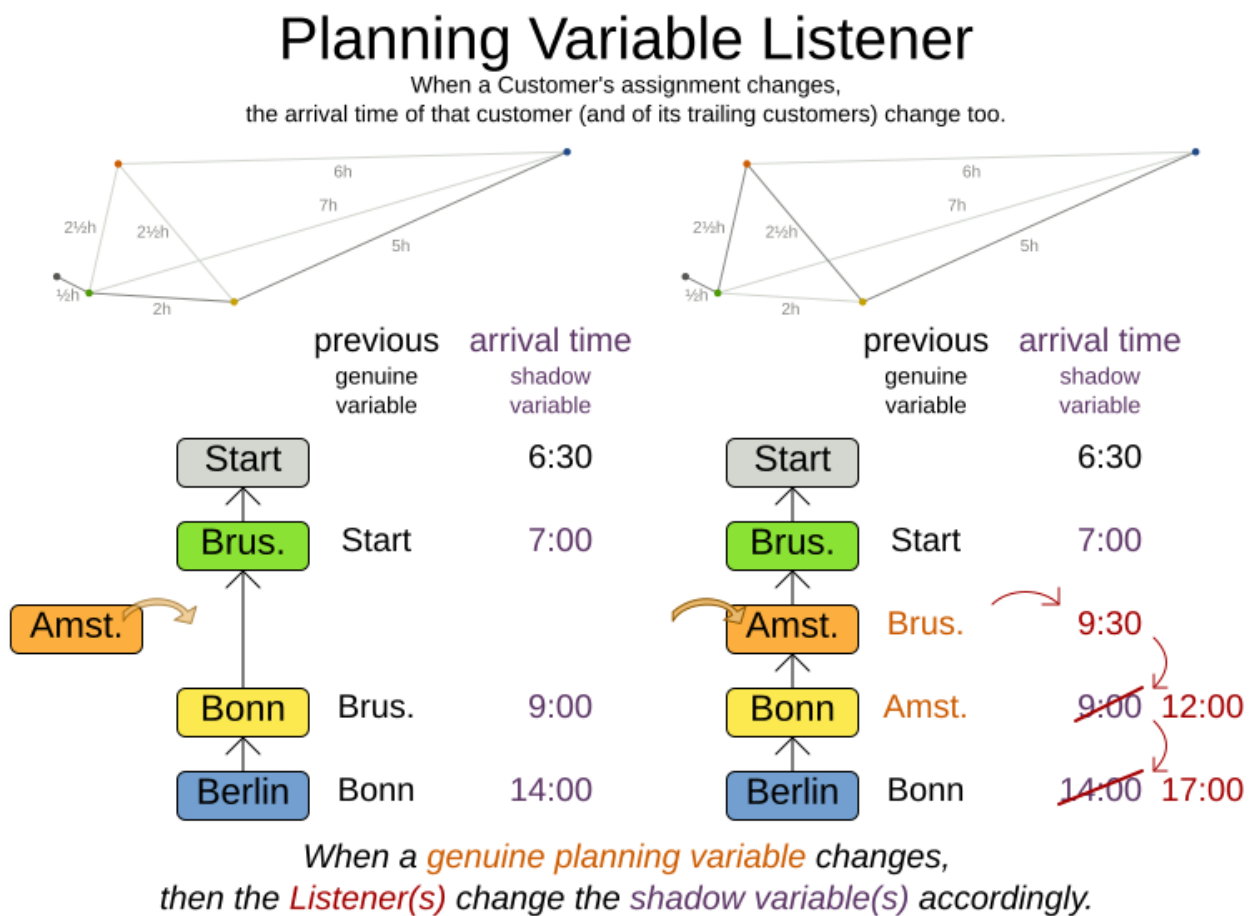 Planning Variable Listener
When a Customer's assignment changes,
the arrival time of that customer (and of its trailing customers) change too.
6h
7h
2½h
2½h
5h
½h
2h
6h
7h
2½h
2½h
5h
½h
2h
previous arrival time
genuine shadow
variable variable
previous arrival time
genuine shadow
variable variable
Start 6:30
Brus. Start 7:00
Amst.
Bonn Brus. 9:00
Berlin Bonn 14:00
Start 6:30
Brus. Start 7:00
Amst. Brus. 9:30
Bonn Amst. 9:00 12:00
Berlin Bonn 14:00 17:00
When a genuine planning variable changes,
then the Listener(s) change the shadow variable(s) accordingly.